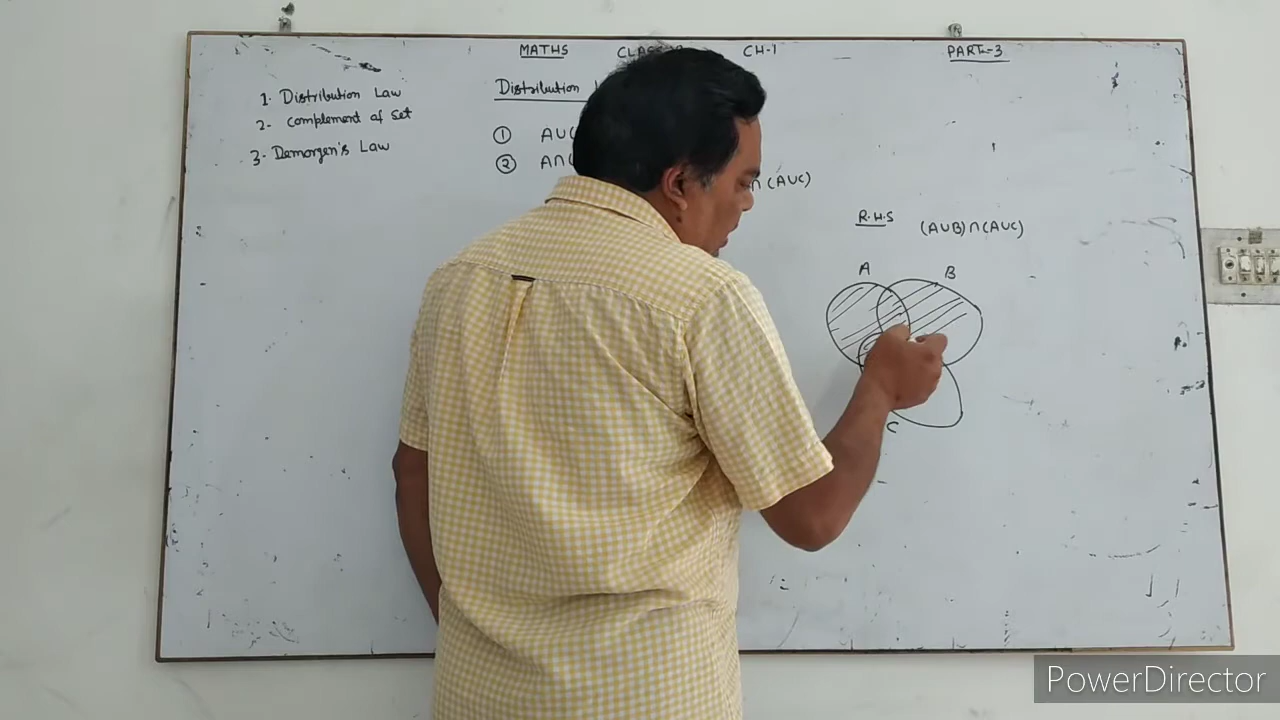 MATHS CH-1 PART-3
1. Distribution Law
2. complement of set
3. Demorgen's Law
Distribution
① AU(
② A∩(
∩ (AUC)
R.H.S (AUB)∩(AUC)
A B
C
PowerDirector